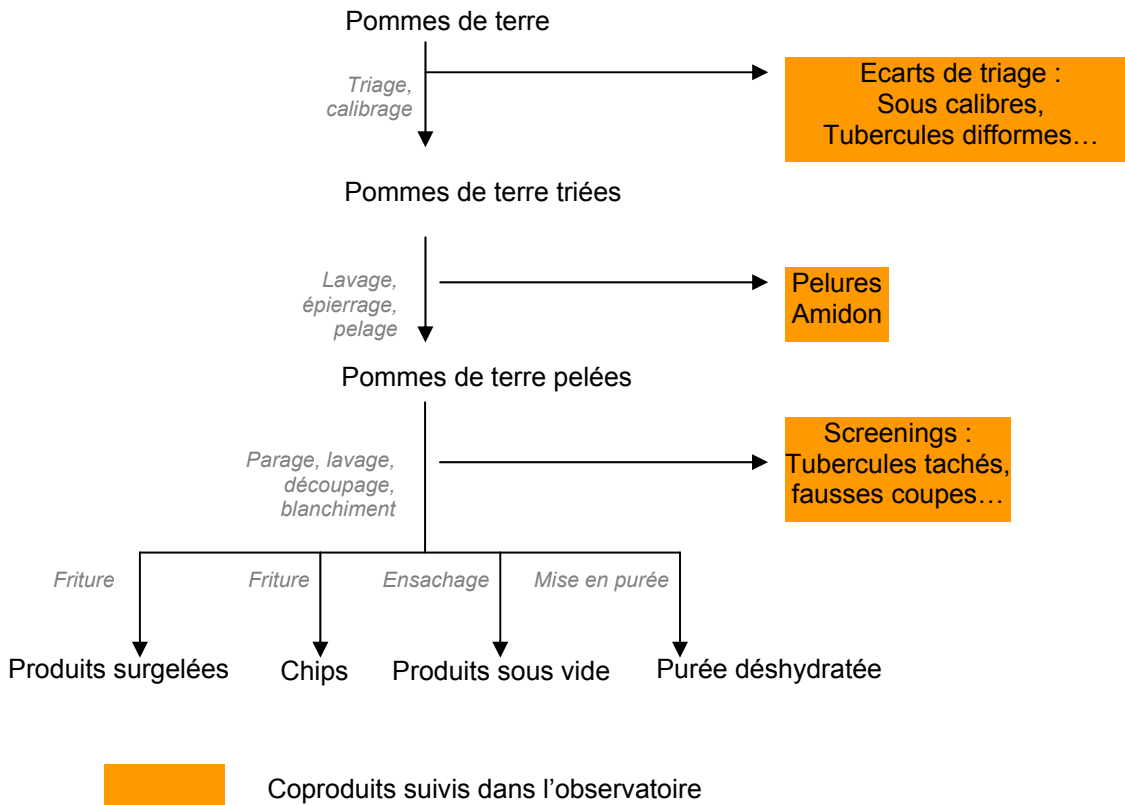 Pommes de terre
Triage,
calibrage
Ecarts de triage :
Sous calibres,
Tubercules difformes…
Pommes de terre triées
Lavage,
épierrage,
pelage
Pelures
Amidon
Pommes de terre pelées
Parage, lavage,
découpage,
blanchiment
Screenings :
Tubercules tachés,
fausses coupes…
Friture
Friture
Ensachage
Mise en purée
Produits surgelées
Chips
Produits sous vide
Purée déshydratée
Coproduits suivis dans l’observatoire